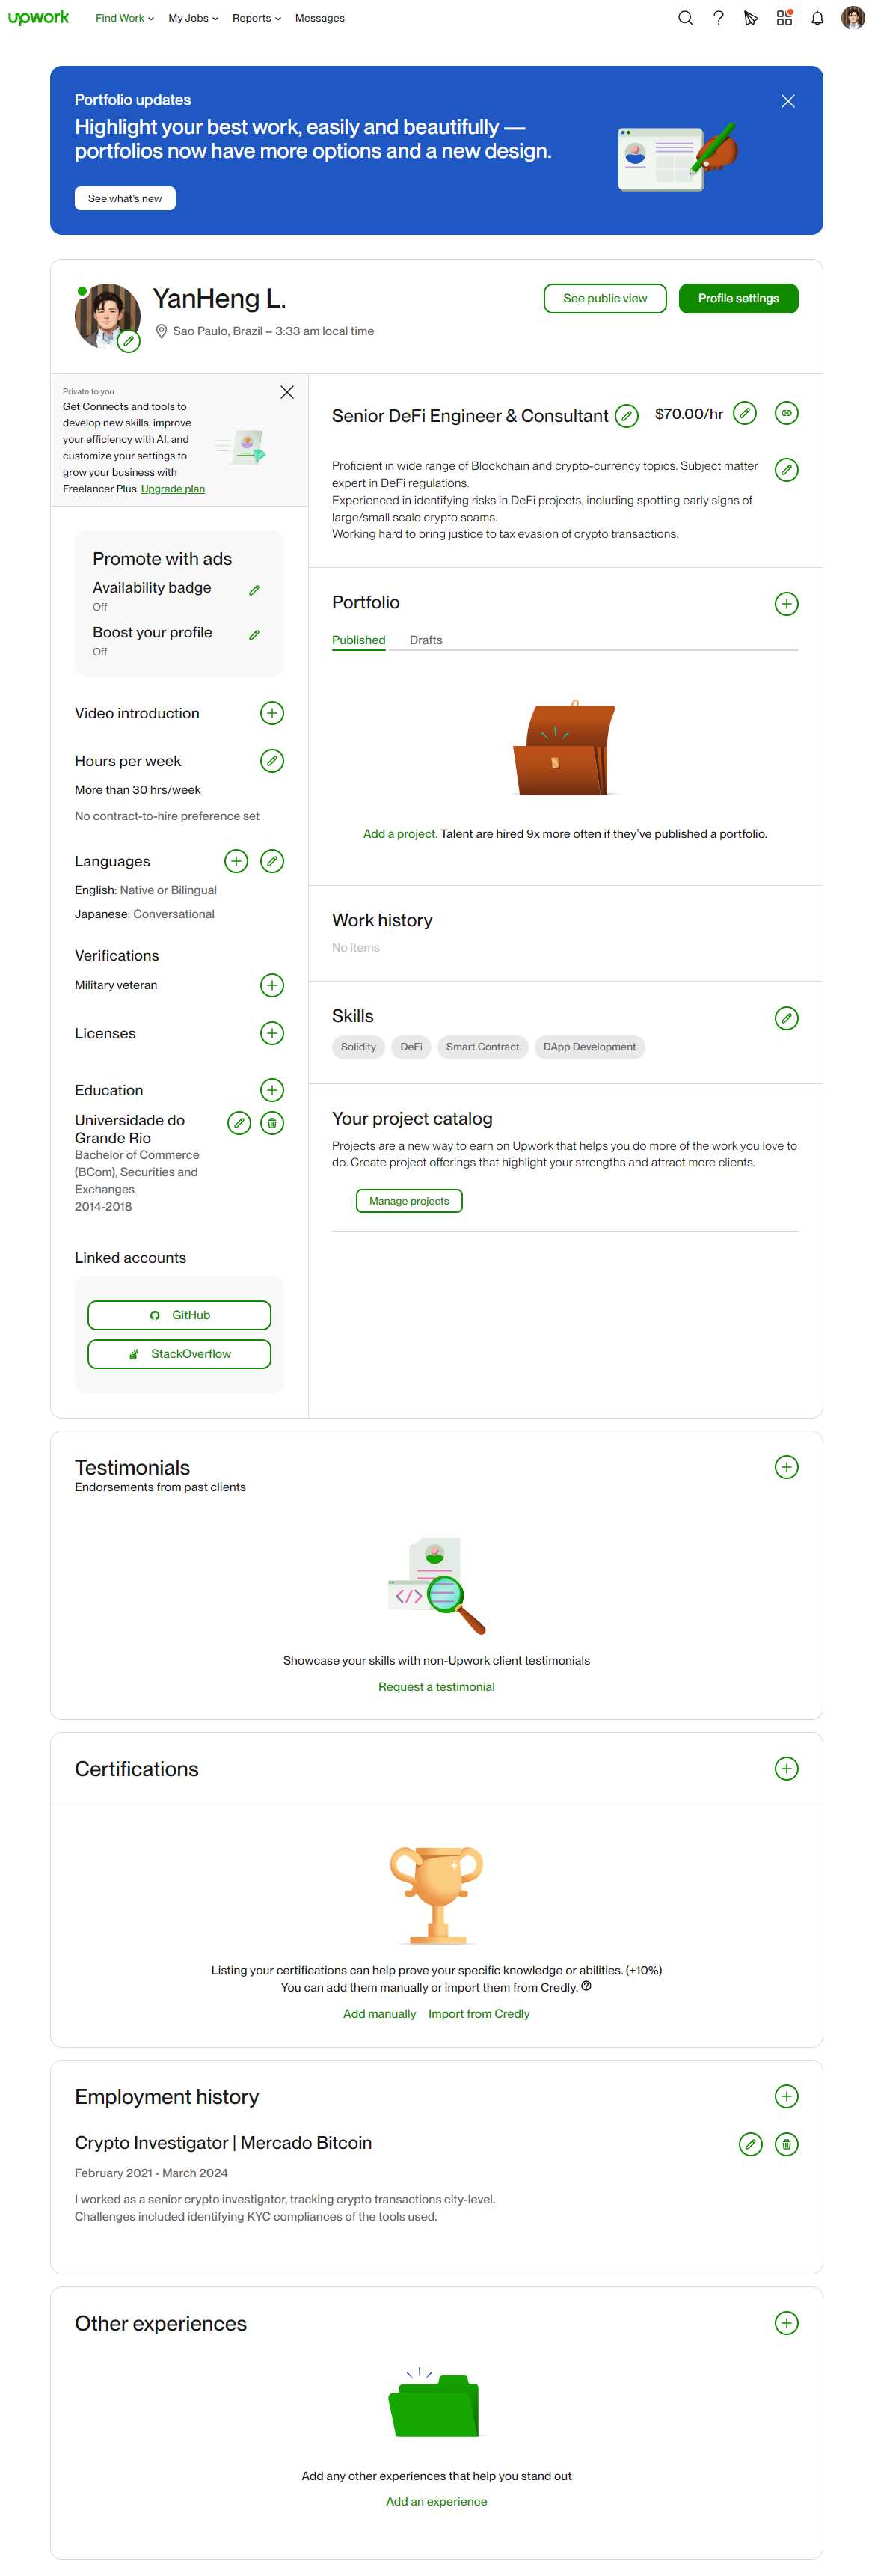 upwork
Find Work
My Jobs
Reports
Messages
Portfolio updates
Highlight your best work, easily and beautifully —
portfolios now have more options and a new design.
See what's new
YanHeng L.
Sao Paulo, Brazil – 3:33 am local time
See public view
Profile settings
Private to you
Get Connects and tools to
develop new skills, improve
your efficiency with AI, and
customize your settings to
grow your business with
Freelancer Plus. Upgrade plan
Promote with ads
Availability badge
Off
Boost your profile
Off
Video introduction
Hours per week
More than 30 hrs/week
No contract-to-hire preference set
Languages
English: Native or Bilingual
Japanese: Conversational
Verifications
Military veteran
Licenses
Education
Universidade do
Grande Rio
Bachelor of Commerce
(BCom), Securities and
Exchanges
2014-2018
Linked accounts
GitHub
StackOverflow
Senior DeFi Engineer & Consultant
$70.00/hr
Proficient in wide range of Blockchain and crypto-currency topics. Subject matter
expert in DeFi regulations.
Experienced in identifying risks in DeFi projects, including spotting early signs of
large/small scale crypto scams.
Working hard to bring justice to tax evasion of crypto transactions.
Portfolio
Published
Drafts
Add a project. Talent are hired 9x more often if they've published a portfolio.
Work history
No items
Skills
Solidity
DeFi
Smart Contract
DApp Development
Your project catalog
Projects are a new way to earn on Upwork that helps you do more of the work you love to
do. Create project offerings that highlight your strengths and attract more clients.
Manage projects
Testimonials
Endorsements from past clients
Showcase your skills with non-Upwork client testimonials
Request a testimonial
Certifications
Listing your certifications can help prove your specific knowledge or abilities. (+10%)
You can add them manually or import them from Credly.
Add manually
Import from Credly
Employment history
Crypto Investigator | Mercado Bitcoin
February 2021 - March 2024
I worked as a senior crypto investigator, tracking crypto transactions city-level.
Challenges included identifying KYC compliances of the tools used.
Other experiences
Add any other experiences that help you stand out
Add an experience